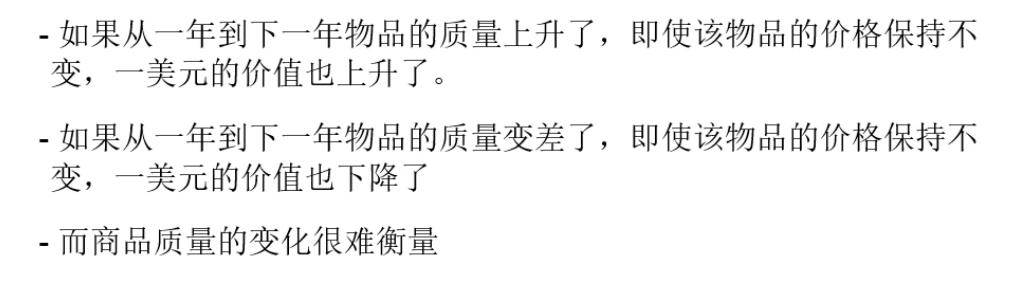 - 如果从一年到下一年物品的质量上升了，即使该物品的价格保持不
变，一美元的价值也上升了。
- 如果从一年到下一年物品的质量变差了，即使该物品的价格保持不
变，一美元的价值也下降了
- 而商品质量的变化很难衡量